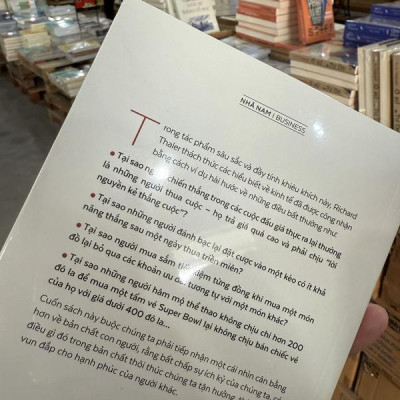 NHÃ NAM | BUSINESS
Trong tác phẩm sâu sắc và đầy tính khiêu khích này, Richard
Thaler thách thức các hiểu biết về kinh tế đã được công nhận
bằng cách ví dụ hài hước về những điều bất thường như:
• Tại sao người chiến thắng trong các cuộc đấu giá thực ra lại thường
là những người thua cuộc – họ trả giá quá cao và phải chịu "lời
nguyền kẻ thắng cuộc"?
• Tại sao những người đánh bạc lại đặt cược vào một kèo có ít khả
năng thắng sau một ngày thua triền miên?
• Tại sao người mua sắm tiết kiệm từng đồng khi mua một món
đồ lại bỏ qua các khoản ưu đãi tương tự với một món khác?
• Tại sao những người hâm mộ thể thao không chịu chi hơn 200
đô la để mua một tấm vé Super Bowl lại không chịu bán chiếc vé
của họ với giá dưới 400 đô la...
Cuốn sách này buộc chúng ta phải tiếp nhận một cái nhìn cân bằng
hơn về bản chất con người, rằng bất chấp sự ích kỷ của chúng ta, có
điều gì đó trong bản chất thôi thúc chúng ta tận hưởng,
vun đắp cho hạnh phúc của người khác.